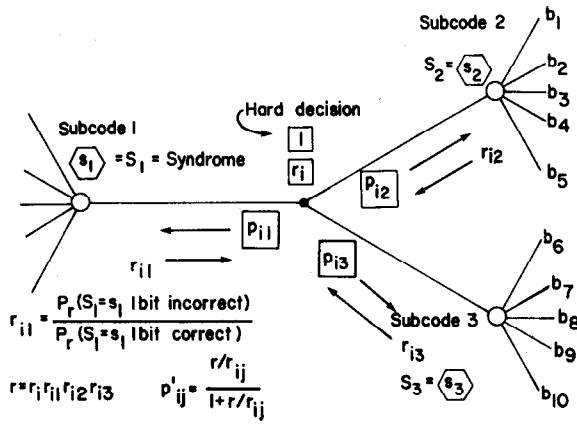 Subcode 2
b1
b2
S2 = s2
b3
b4
b5
Hard decision
1
ri
Subcode 1
s1 = S1 = Syndrome
pi2
ri2
pi1
ri1
pi3
b6
b7
b8
b9
b10
Subcode 3
ri3
S3 = s3
ri1 = Pr(S1=s1 | bit incorrect) / Pr(S1=s1 | bit correct)
r=ri ri1 ri2 ri3
p'ij = r/rij / 1+r/rij